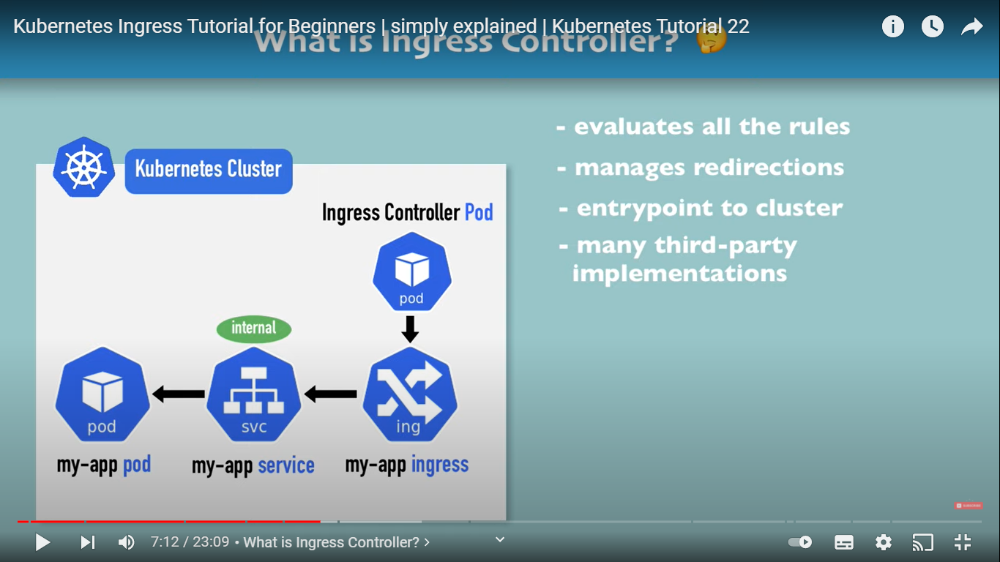 Kubernetes Ingress Tutorial for Beginners | simply explained | Kubernetes Tutorial 22
What is Ingress Controller? 🤔
- evaluates all the rules
- manages redirections
- entrypoint to cluster
- many third-party
implementations
Kubernetes Cluster
Ingress Controller Pod
pod
internal
pod
svc
ing
my-app pod
my-app service
my-app ingress
SUBSCRIBE
7:12 / 23:09 • What is Ingress Controller? >